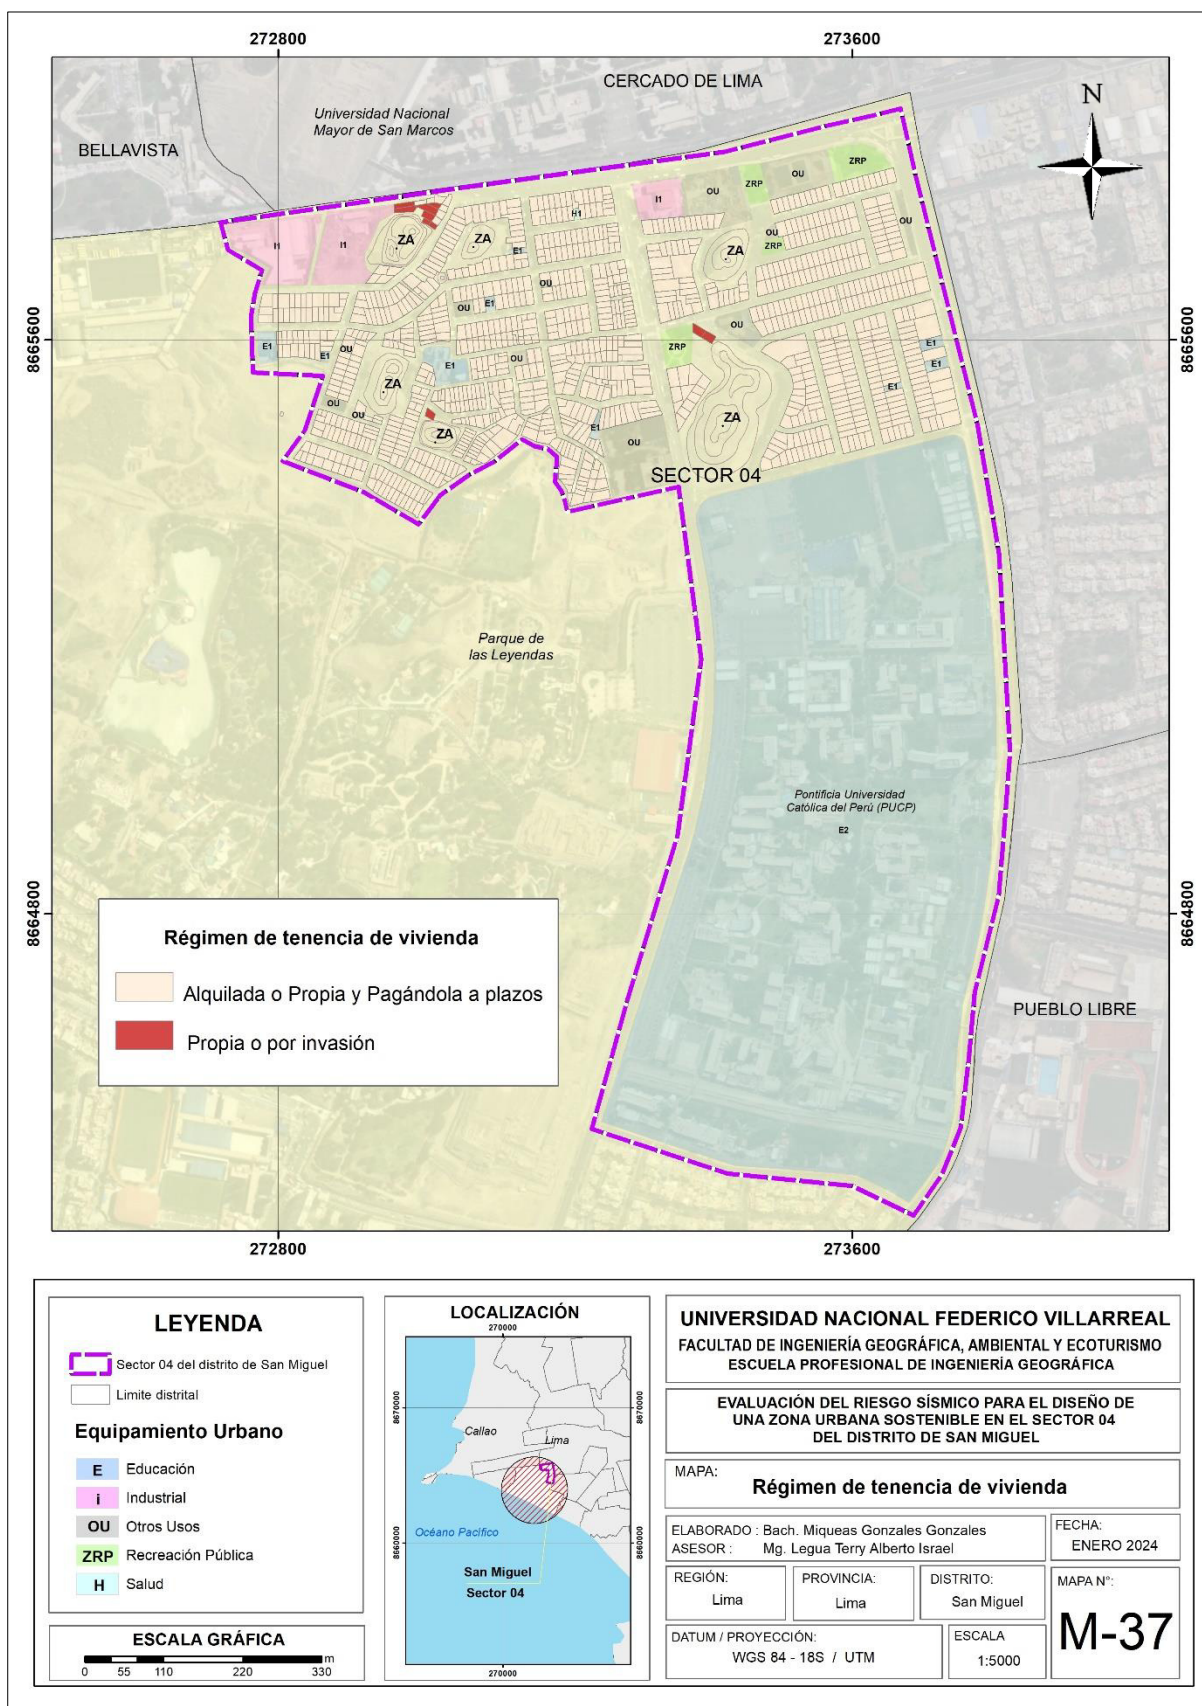 272800
273600
CERCADO DE LIMA
Universidad Nacional
Mayor de San Marcos
N
BELLAVISTA
ZRP
OU
OU
ZRP
I1
H1
OU
OU
ZRP
ZA
ZA
ZA
E1
I1
I1
OU
E1
OU
8665600
8665600
OU
E1
E1
OU
ZRP
E1
E1
OU
E1
E1
ZA
OU
OU
ZA
ZA
E1
OU
ZA
SECTOR 04
Parque de
las Leyendas
Pontificia Universidad
Católica del Perú (PUCP)
E2
8664800
8664800
Régimen de tenencia de vivienda
Alquilada o Propia y Pagándola a plazos
Propia o por invasión
PUEBLO LIBRE
272800
273600
LEYENDA
Sector 04 del distrito de San Miguel
Limite distrital
Equipamiento Urbano
E Educación
i Industrial
OU Otros Usos
ZRP Recreación Pública
H Salud
ESCALA GRÁFICA
m
0 55 110 220 330
LOCALIZACIÓN
270000
8670000
8670000
Callao
Lima
Océano Pacífico
8660000
8660000
San Miguel
Sector 04
270000
UNIVERSIDAD NACIONAL FEDERICO VILLARREAL
FACULTAD DE INGENIERÍA GEOGRÁFICA, AMBIENTAL Y ECOTURISMO
ESCUELA PROFESIONAL DE INGENIERÍA GEOGRÁFICA
EVALUACIÓN DEL RIESGO SÍSMICO PARA EL DISEÑO DE
UNA ZONA URBANA SOSTENIBLE EN EL SECTOR 04
DEL DISTRITO DE SAN MIGUEL
MAPA:
Régimen de tenencia de vivienda
ELABORADO : Bach. Miqueas Gonzales Gonzales
ASESOR : Mg. Legua Terry Alberto Israel
FECHA:
ENERO 2024
REGIÓN:
Lima
PROVINCIA:
Lima
DISTRITO:
San Miguel
MAPA N°:
M-37
DATUM / PROYECCIÓN:
WGS 84 - 18S / UTM
ESCALA
1:5000